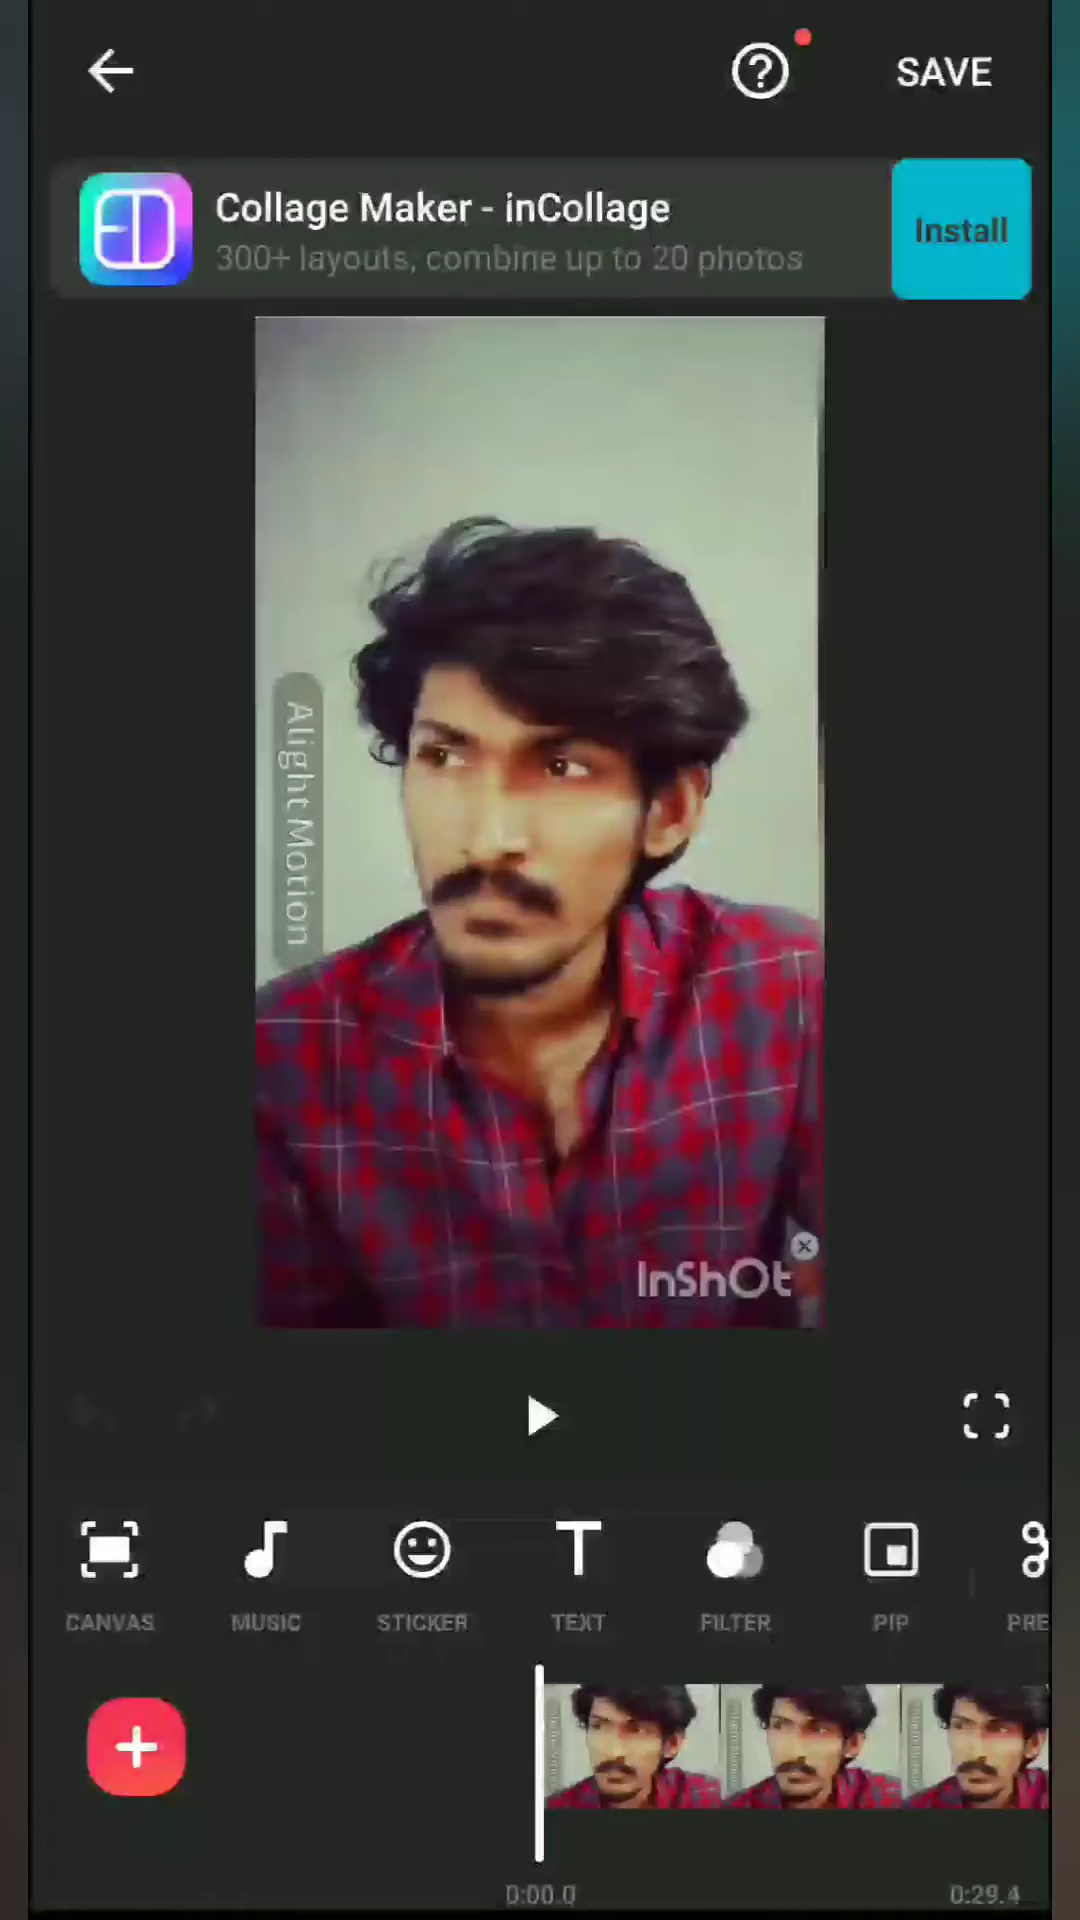 SAVE
Collage Maker - inCollage
300+ layouts, combine up to 20 photos
Install
Alight Motion
InShOt
CANVAS
MUSIC
STICKER
TEXT
FILTER
PIP
PRE
0:00.0
0:29.4